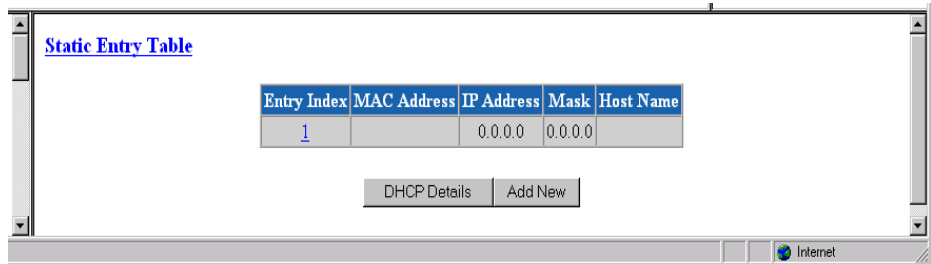 Static Entry Table
Entry Index MAC Address IP Address Mask Host Name
1 0.0.0.0 0.0.0.0
DHCP Details Add New
Internet